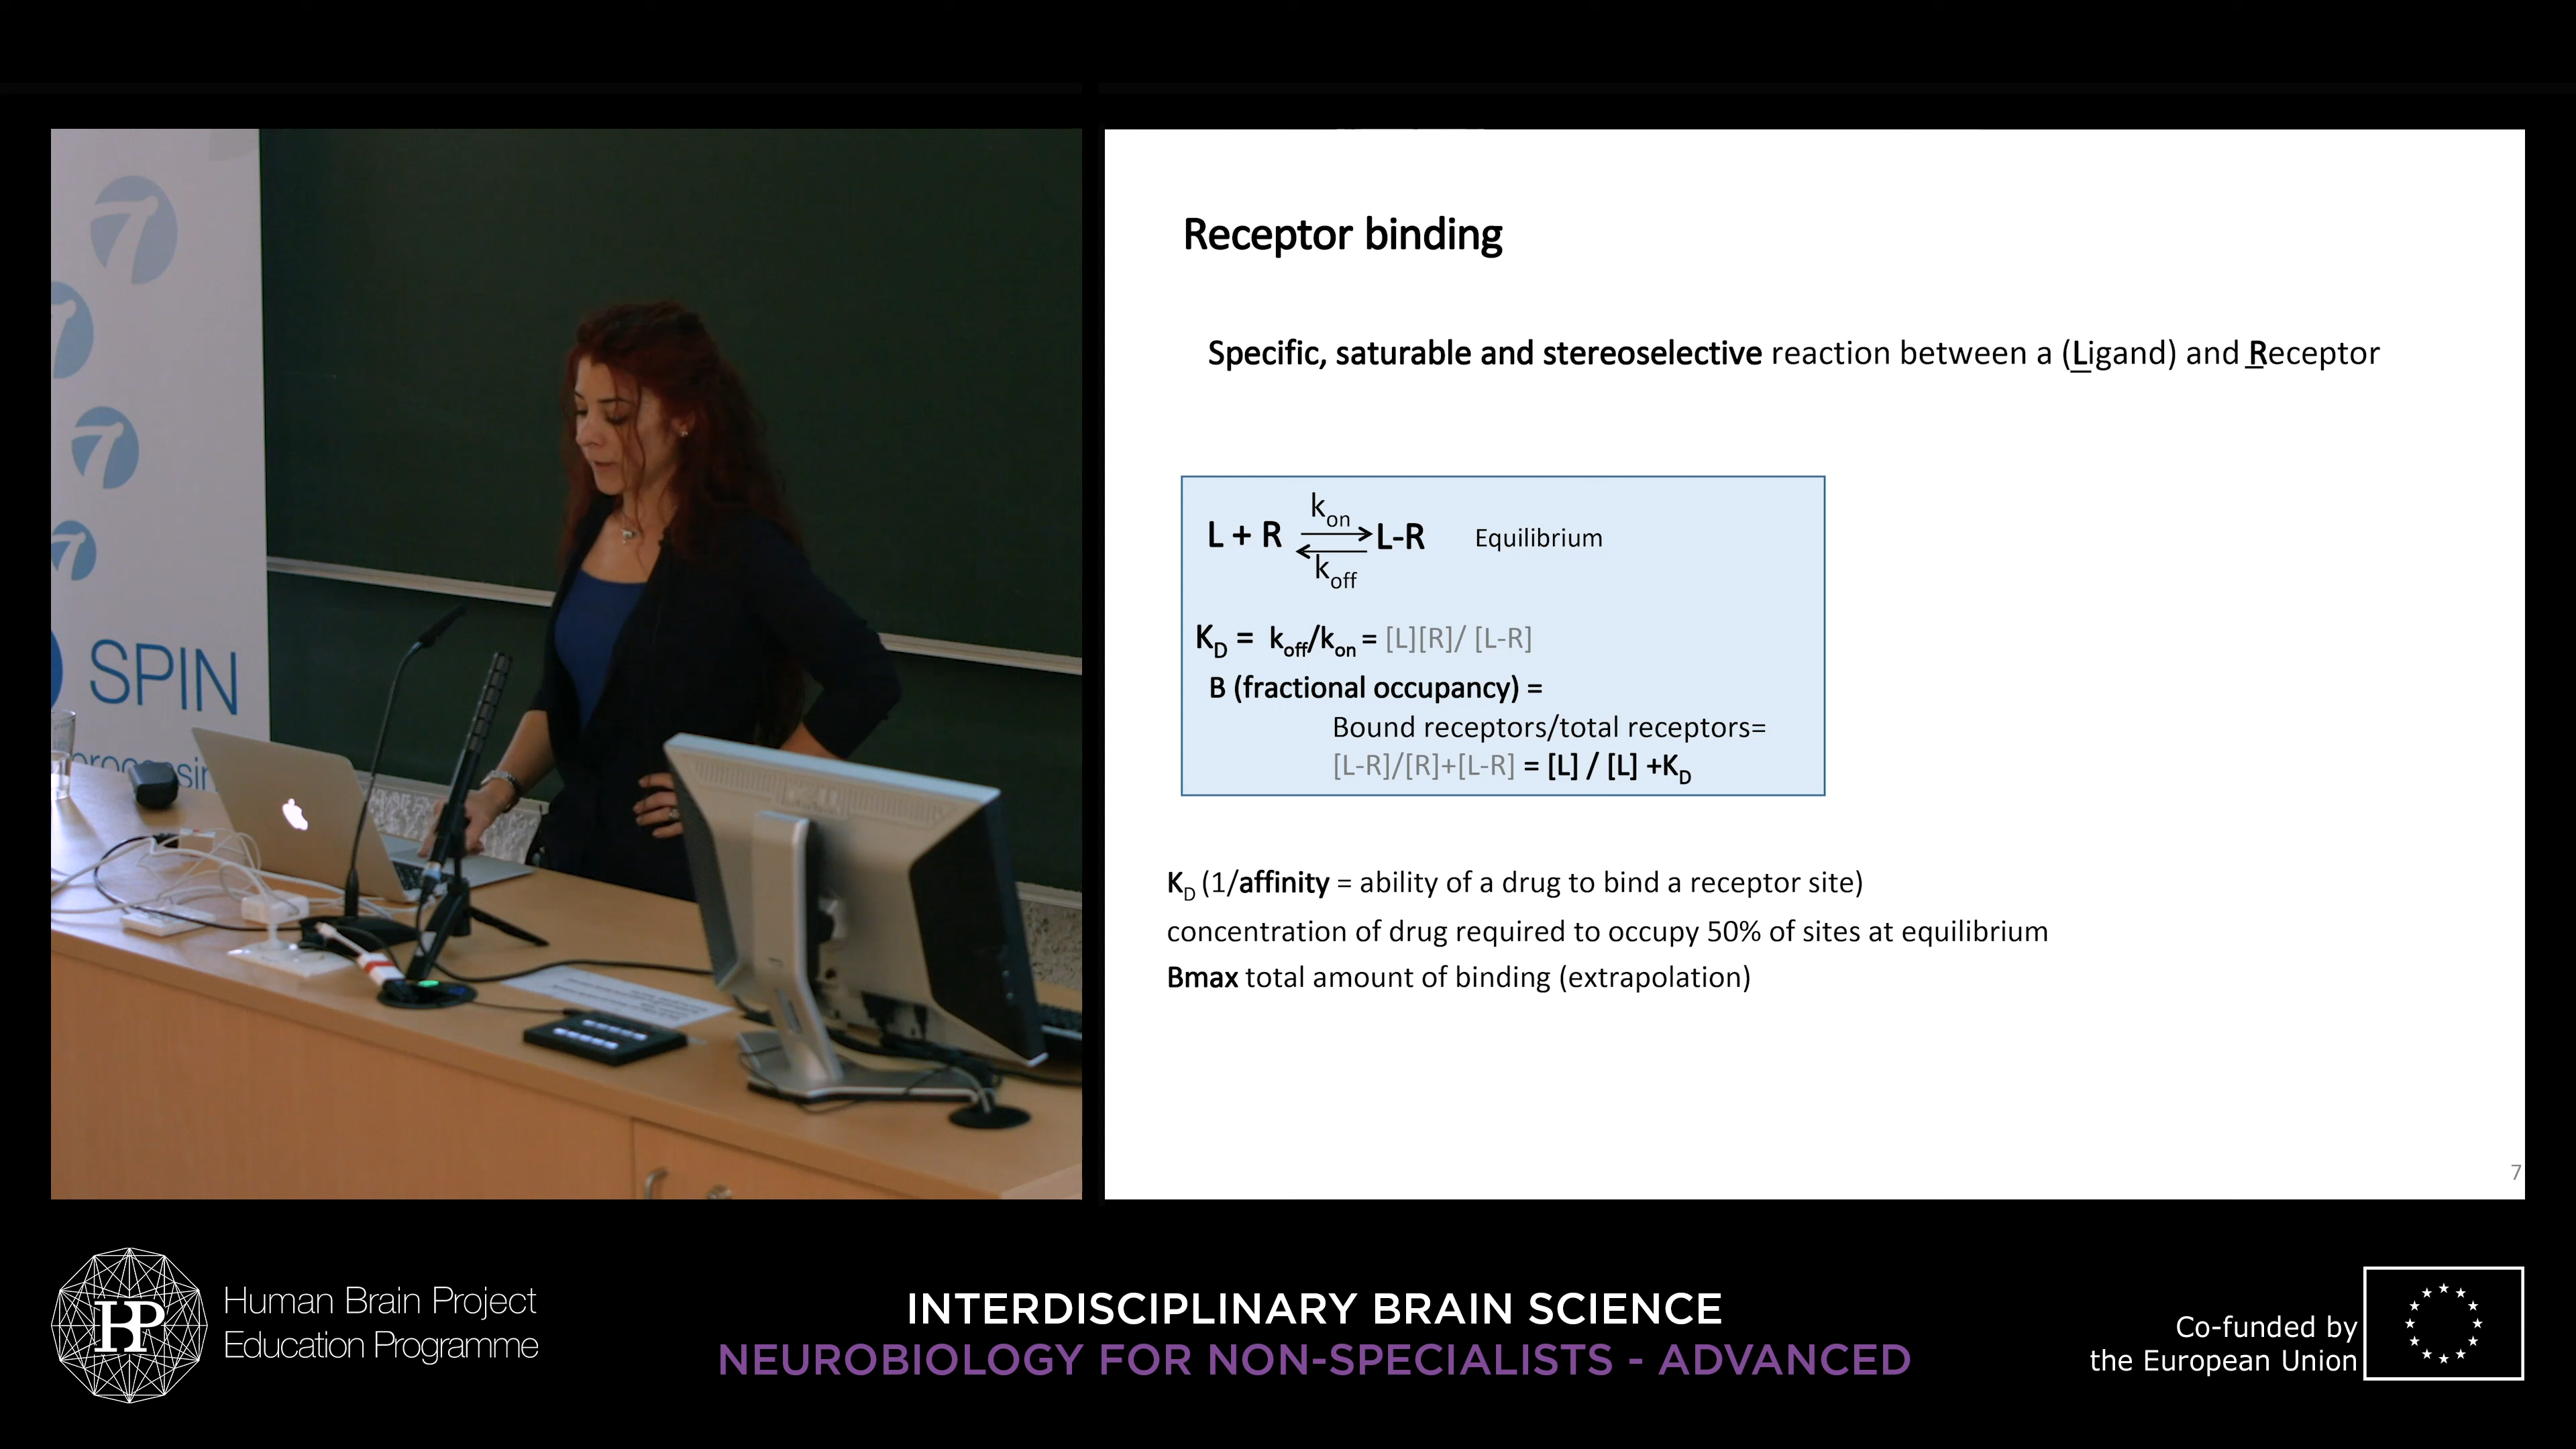 SPIN
Receptor binding
Specific, saturable and stereoselective reaction between a (Ligand) and Receptor
kon
L + R L-R Equilibrium
koff
KD = koff/kon = [L][R]/ [L-R]
B (fractional occupancy) =
Bound receptors/total receptors=
[L-R]/[R]+[L-R] = [L] / [L] +KD
KD (1/affinity = ability of a drug to bind a receptor site)
concentration of drug required to occupy 50% of sites at equilibrium
Bmax total amount of binding (extrapolation)
7
HBP
Human Brain Project
Education Programme
INTERDISCIPLINARY BRAIN SCIENCE
NEUROBIOLOGY FOR NON-SPECIALISTS - ADVANCED
Co-funded by
the European Union